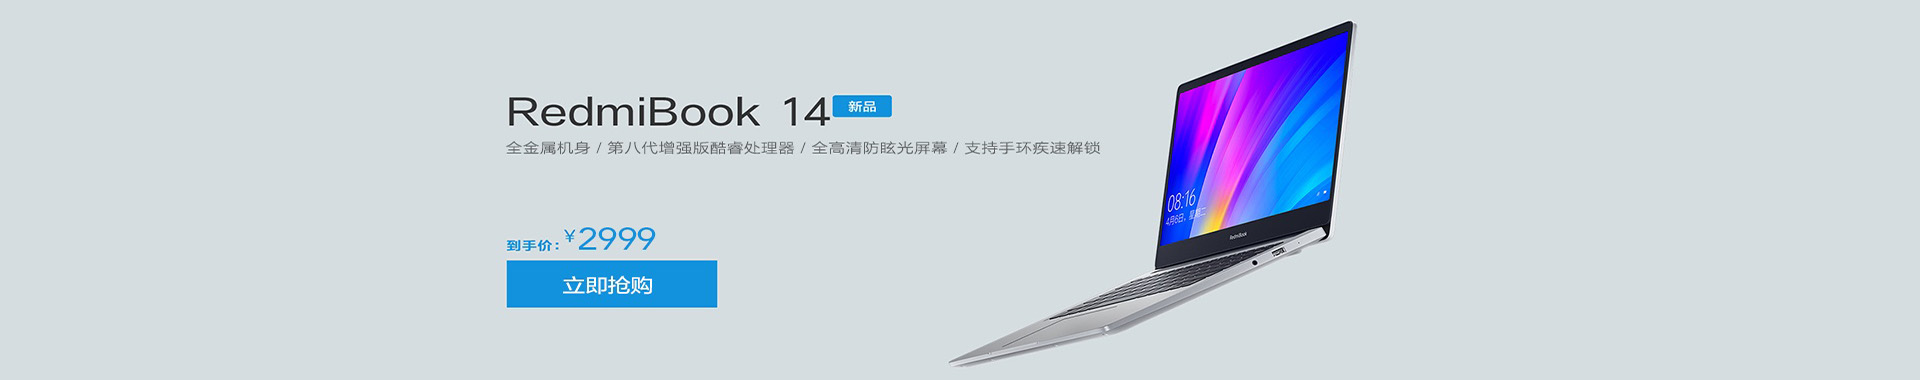 RedmiBook 14 新品
全金属机身 / 第八代增强版酷睿处理器 / 全高清防眩光屏幕 / 支持手环疾速解锁
到手价：¥2999
立即抢购
08:16
4月6日，星期二
RedmiBook